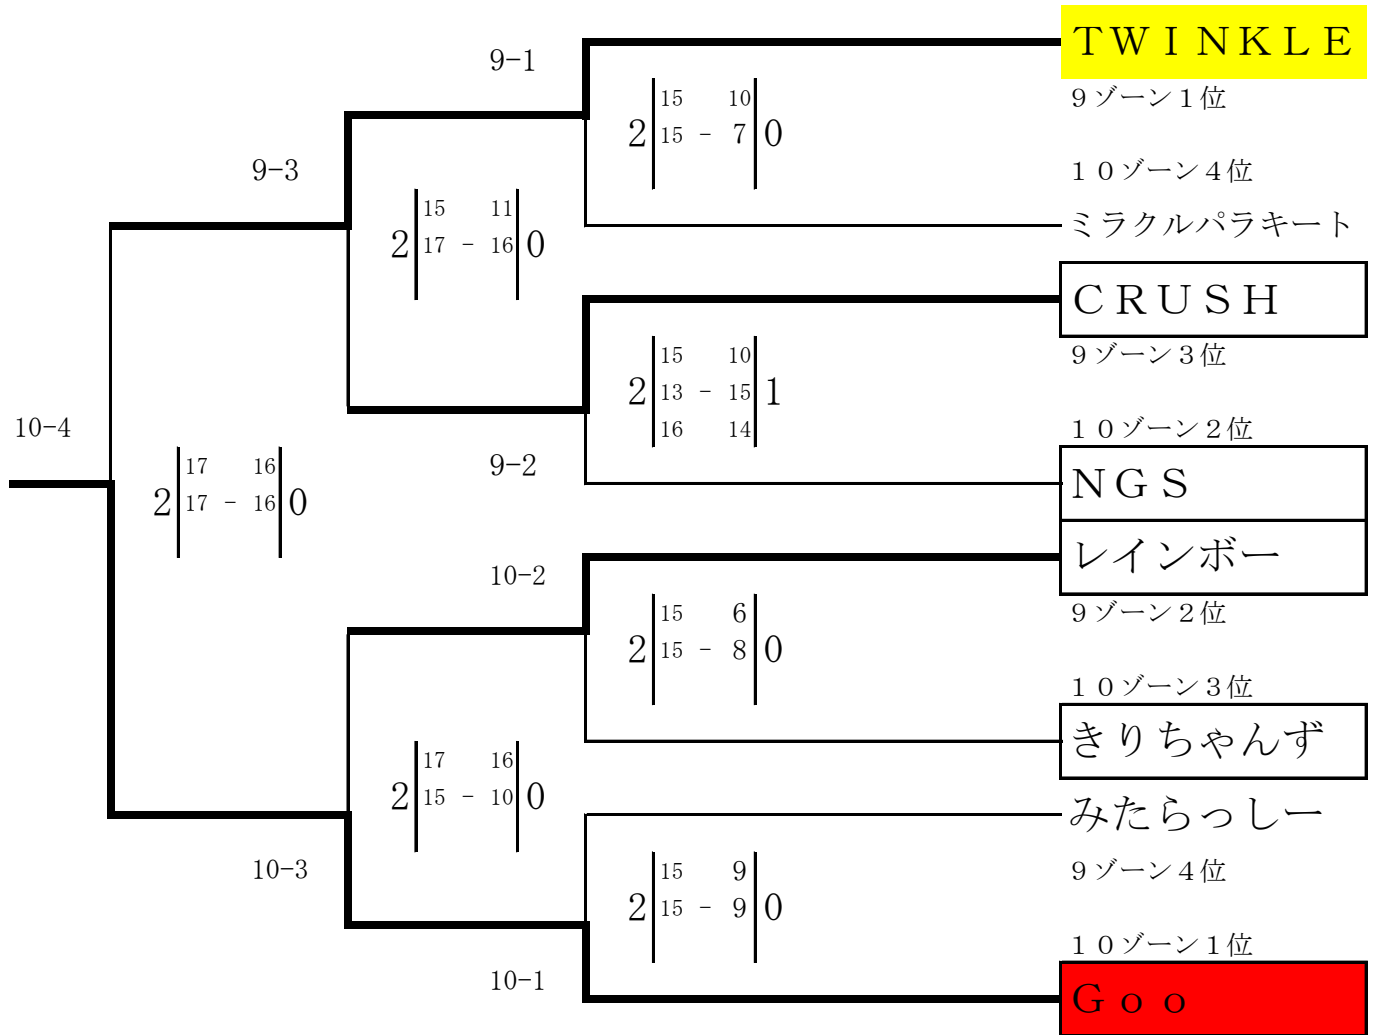 ＴＷＩＮＫＬＥ
9-1
９ゾーン１位
15 10
2 15 - 7 0
9-3
１０ゾーン４位
ミラクルパラキート
15 11
2 17 - 16 0
ＣＲＵＳＨ
９ゾーン３位
15 10
2 13 - 15 1
16 14
10-4
１０ゾーン２位
9-2
ＮＧＳ
17 16
2 17 - 16 0
レインボー
10-2
９ゾーン２位
15 6
2 15 - 8 0
１０ゾーン３位
きりちゃんず
17 16
2 15 - 10 0
みたらっしー
10-3
９ゾーン４位
15 9
2 15 - 9 0
１０ゾーン１位
10-1
Ｇｏｏ